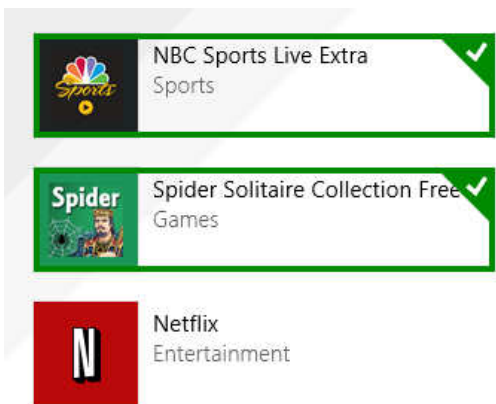 NBC Sports Live Extra
Sports
Sports
Spider Solitaire Collection Free
Games
Spider
Netflix
Entertainment
N